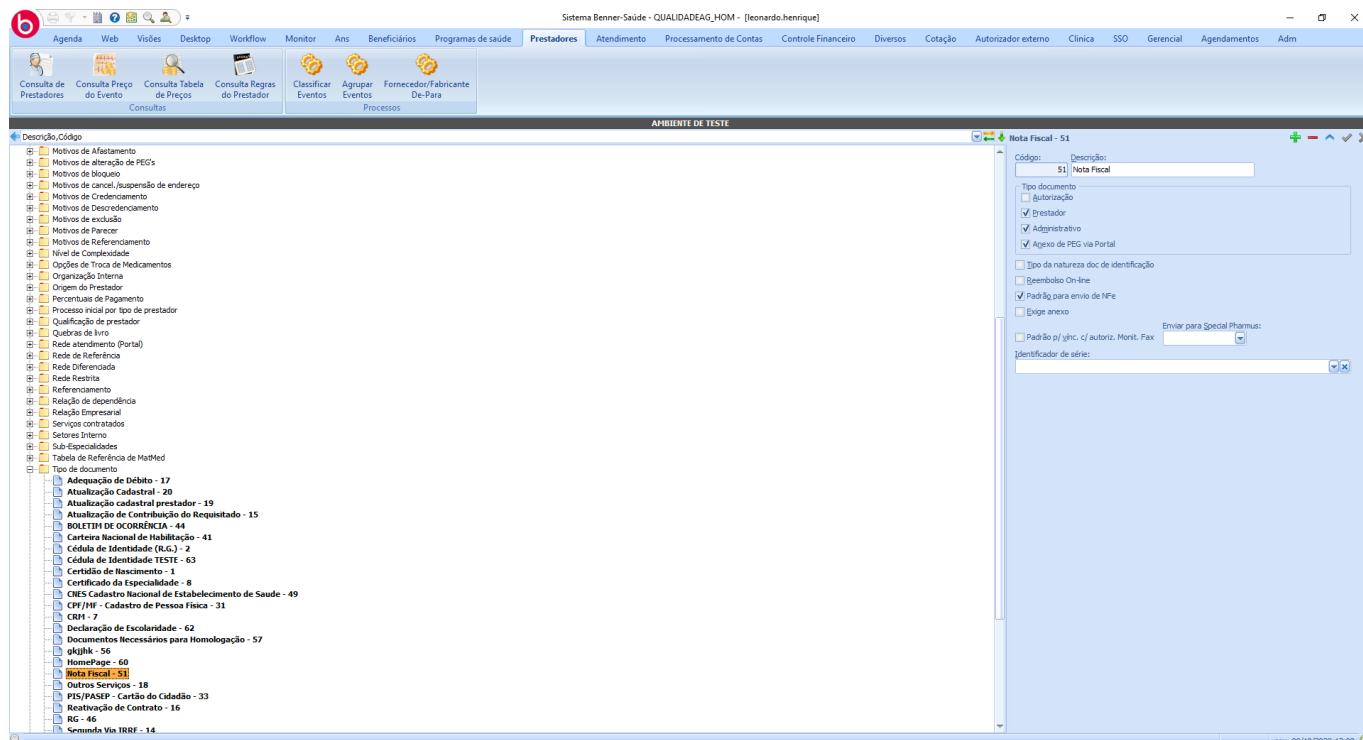 Sistema Benner-Saúde - QUALIDADEAG_HOM - [leonardo.henrique]
Agenda Web Visões Desktop Workflow Monitor Ans Beneficiários Programas de saúde Prestadores Atendimento Processamento de Contas Controle Financeiro Diversos Cotação Autorizador externo Clinica SSO Gerencial Agendamentos Adm
Consulta de Prestadores
Consulta Preço do Evento
Consulta Tabela de Preços
Consulta Regras do Prestador
Classificar Eventos
Agrupar Eventos
Fornecedor/Fabricante De-Para
Consultas
Processos
AMBIENTE DE TESTE
Descrição,Código
Motivos de Afastamento
Motivos de alteração de PEG's
Motivos de bloqueio
Motivos de cancel./suspensão de endereço
Motivos de Credenciamento
Motivos de Descredenciamento
Motivos de exclusão
Motivos de Parecer
Motivos de Referenciamento
Nível de Complexidade
Opções de Troca de Medicamentos
Organização Interna
Origem do Prestador
Percentuais de Pagamento
Processo inicial por tipo de prestador
Qualificação de prestador
Quebras de livro
Rede atendimento (Portal)
Rede de Referência
Rede Diferenciada
Rede Restrita
Referenciamento
Relação de dependência
Relação Empresarial
Serviços contratados
Setores Interno
Sub-Especialidades
Tabela de Referência de MatMed
Tipo de documento
Adequação de Débito - 17
Atualização Cadastral - 20
Atualização cadastral prestador - 19
Atualização de Contribuição do Requisitado - 15
BOLETIM DE OCORRÊNCIA - 44
Carteira Nacional de Habilitação - 41
Cédula de Identidade (R.G.) - 2
Cédula de Identidade TESTE - 63
Certidão de Nascimento - 1
Certificado da Especialidade - 8
CNES Cadastro Nacional de Estabelecimento de Saude - 49
CPF/MF - Cadastro de Pessoa Física - 31
CRM - 7
Declaração de Escolaridade - 62
Documentos Necessários para Homologação - 57
gkjjhk - 56
HomePage - 60
Nota Fiscal - 51
Outros Serviços - 18
PIS/PASEP - Cartão do Cidadão - 33
Reativação de Contrato - 16
RG - 46
Segunda Via IRRF - 14
Nota Fiscal - 51
Código: Descrição:
51 Nota Fiscal
Tipo documento
Autorização
Prestador
Administrativo
Anexo de PEG via Portal
Tipo da natureza doc de identificação
Reembolso On-line
Padrão para envio de NFe
Exige anexo
Enviar para Special Pharmus:
Padrão p/ vínc. c/ autoriz. Monit. Fax
Identificador de série: